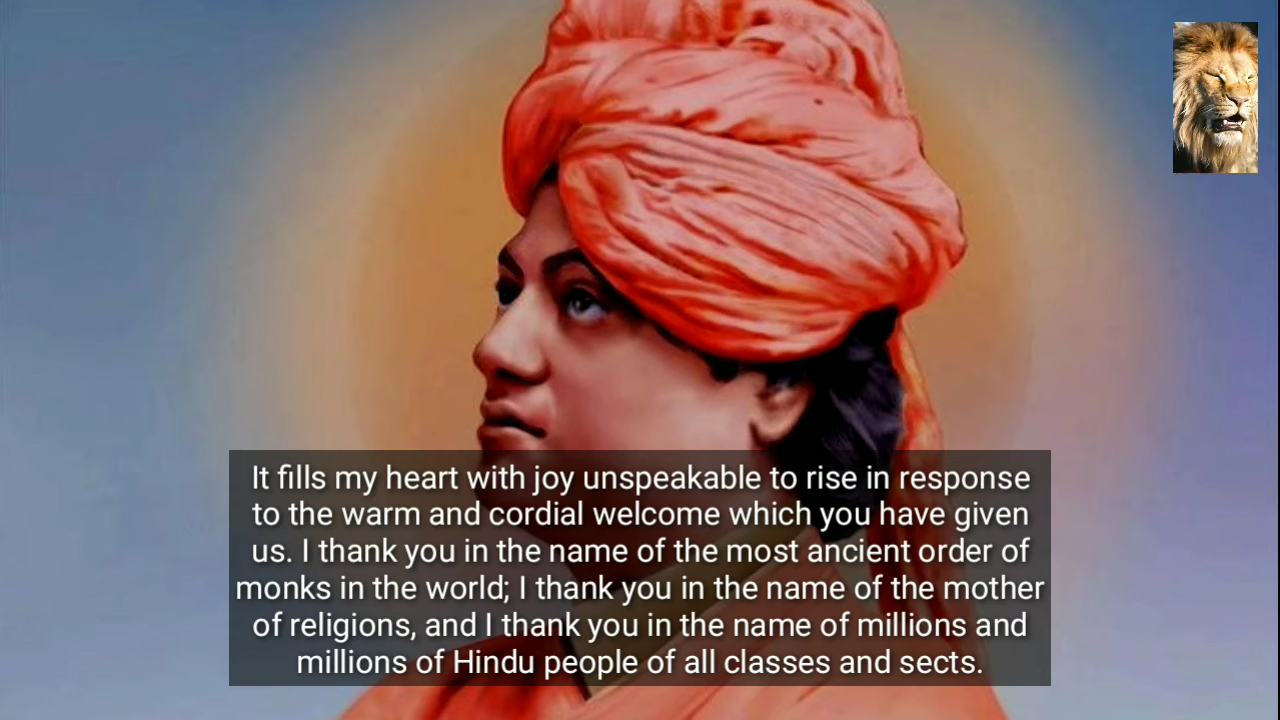 It fills my heart with joy unspeakable to rise in response
to the warm and cordial welcome which you have given
us. I thank you in the name of the most ancient order of
monks in the world; I thank you in the name of the mother
of religions, and I thank you in the name of millions and
millions of Hindu people of all classes and sects.